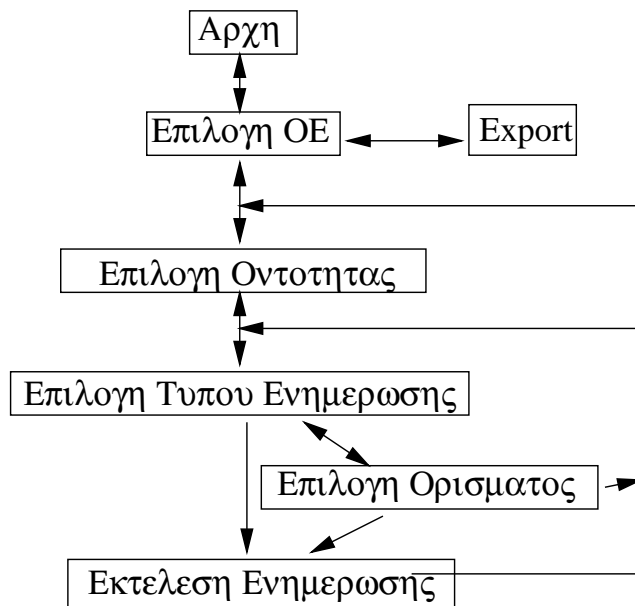 Αρχη
Επιλογη ΟΕ
Export
Επιλογη Οντοτητας
Επιλογη Τυπου Ενημερωσης
Επιλογη Ορισματος
Εκτελεση Ενημερωσης